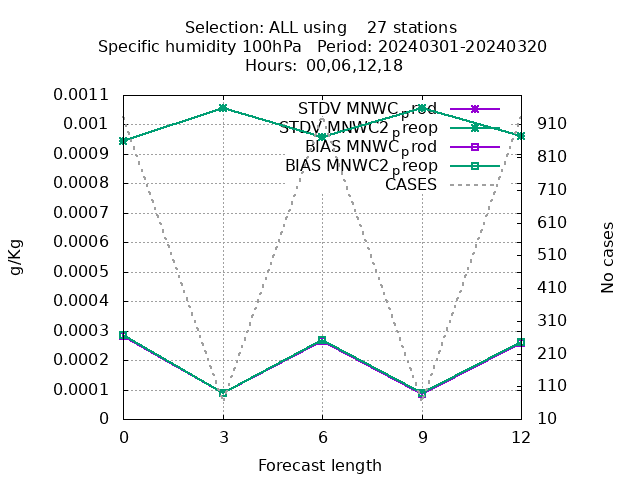 Selection: ALL using 27 stations
Specific humidity 100hPa Period: 20240301-20240320
Hours: 00,06,12,18
STDV MNWC_prod
STDV MNWC2_preop
BIAS MNWC_prod
BIAS MNWC2_preop
CASES
0.0011
0.001
0.0009
0.0008
0.0007
0.0006
0.0005
0.0004
0.0003
0.0002
0.0001
0
g/Kg
910
810
710
610
510
410
310
210
110
10
No cases
0 3 6 9 12
Forecast length